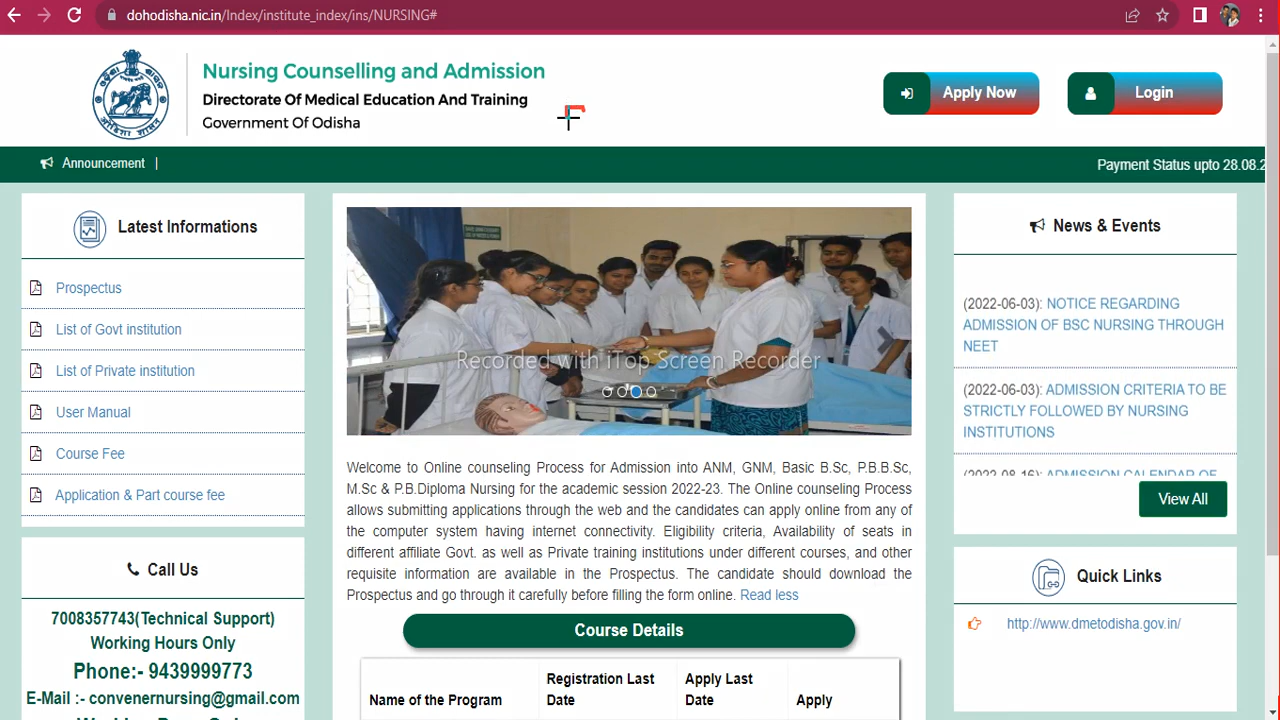 dohodisha.nic.in/Index/institute_index/ins/NURSING#
Nursing Counselling and Admission
Directorate Of Medical Education And Training
Government Of Odisha
Apply Now
Login
Announcement |
Payment Status upto 28.08.2
Latest Informations
Prospectus
List of Govt institution
List of Private institution
User Manual
Course Fee
Application & Part course fee
Call Us
7008357743(Technical Support)
Working Hours Only
Phone:- 9439999773
E-Mail :- convenernursing@gmail.com
Recorded with iTop Screen Recorder
Welcome to Online counseling Process for Admission into ANM, GNM, Basic B.Sc, P.B.B.Sc,
M.Sc & P.B.Diploma Nursing for the academic session 2022-23. The Online counseling Process
allows submitting applications through the web and the candidates can apply online from any of
the computer system having internet connectivity. Eligibility criteria, Availability of seats in
different affiliate Govt. as well as Private training institutions under different courses, and other
requisite information are available in the Prospectus. The candidate should download the
Prospectus and go through it carefully before filling the form online. Read less
Course Details
Name of the Program
Registration Last
Date
Apply Last
Date
Apply
News & Events
(2022-06-03): NOTICE REGARDING
ADMISSION OF BSC NURSING THROUGH
NEET
(2022-06-03): ADMISSION CRITERIA TO BE
STRICTLY FOLLOWED BY NURSING
INSTITUTIONS
(2022-08-16): ADMISSION CALENDAR OF
View All
Quick Links
http://www.dmetodisha.gov.in/